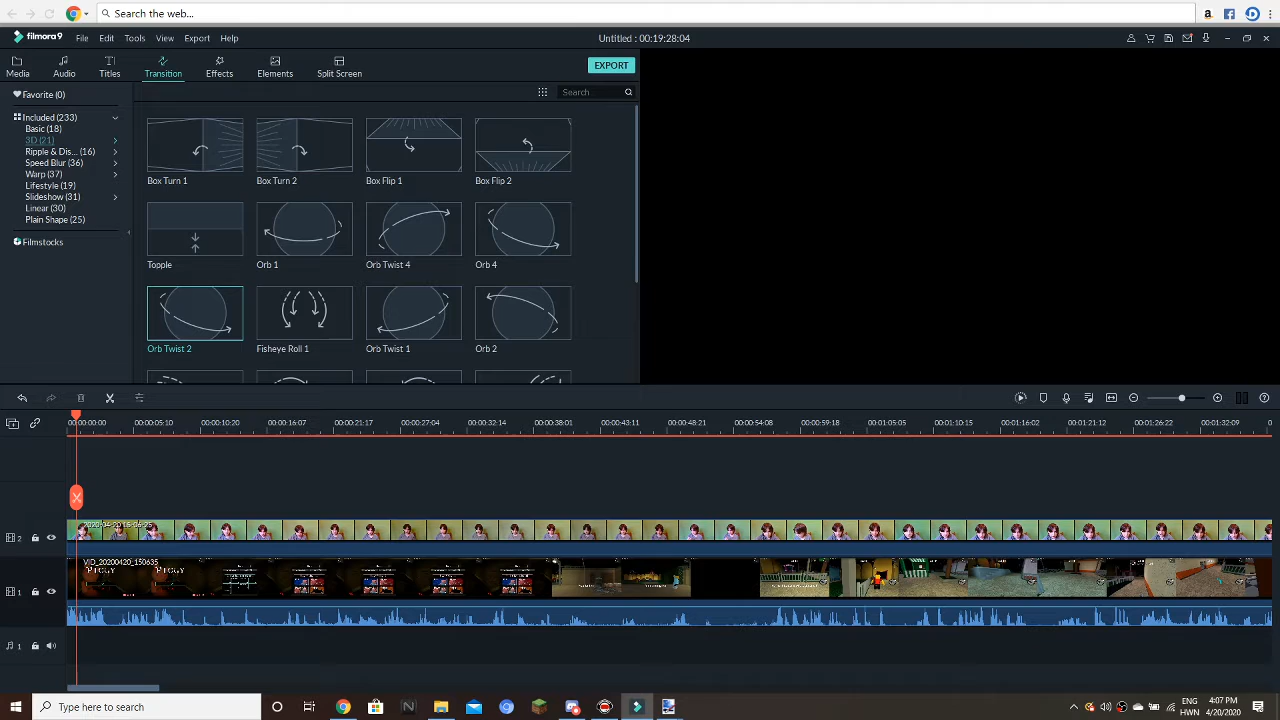 Search the web...
filmora9 File Edit Tools View Export Help Untitled : 00:19:28:04
Media Audio Titles Transition Effects Elements Split Screen EXPORT
Favorite (0) Search
Included (233)
Basic (18)
3D (21)
Ripple & Dis... (16)
Speed Blur (36)
Warp (37)
Lifestyle (19)
Slideshow (31)
Linear (30)
Plain Shape (25)
Filmstocks
Box Turn 1 Box Turn 2 Box Flip 1 Box Flip 2
Topple Orb 1 Orb Twist 4 Orb 4
Orb Twist 2 Fisheye Roll 1 Orb Twist 1 Orb 2
00:00:00:00 00:00:05:10 00:00:10:20 00:00:16:07 00:00:21:17 00:00:27:04 00:00:32:14 00:00:38:01 00:00:43:11 00:00:48:21 00:00:54:08 00:00:59:18 00:01:05:05 00:01:10:15 00:01:16:02 00:01:21:12 00:01:26:22 00:01:32:09 0
2
VID_20200420_150635
1
1
Type here to search ENG 4:07 PM
HWN 4/20/2020